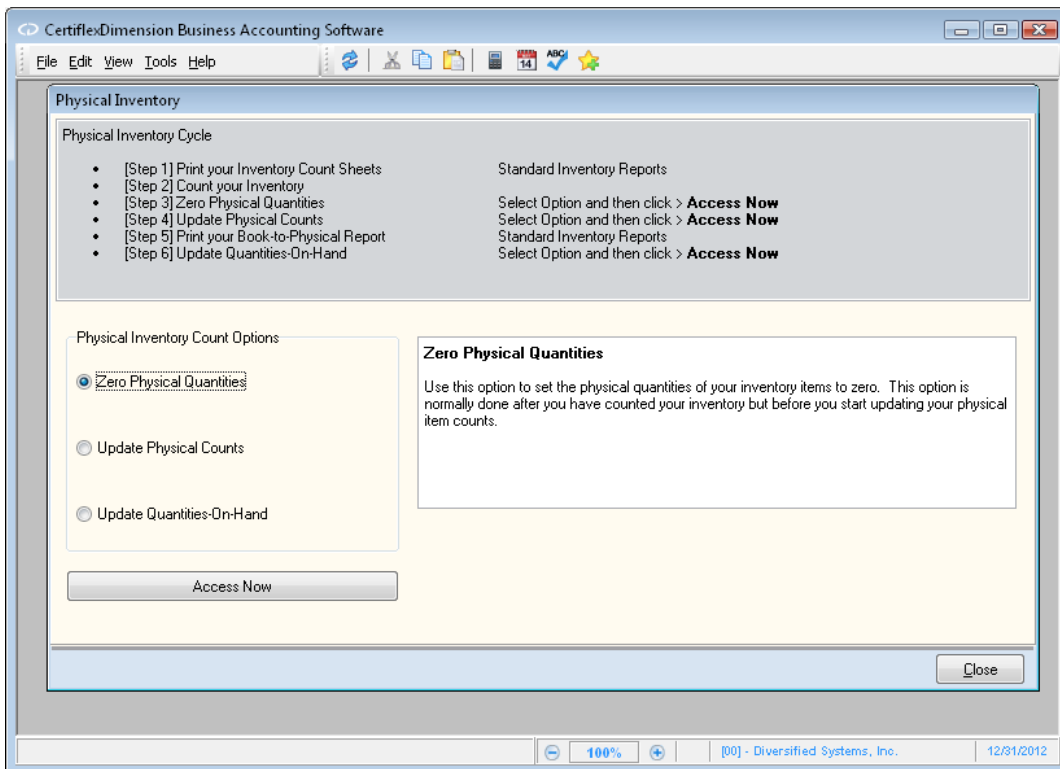 CertiflexDimension Business Accounting Software
File Edit View Tools Help
14 ABC
Physical Inventory
Physical Inventory Cycle
• [Step 1] Print your Inventory Count Sheets Standard Inventory Reports
• [Step 2] Count your Inventory
• [Step 3] Zero Physical Quantities Select Option and then click > Access Now
• [Step 4] Update Physical Counts Select Option and then click > Access Now
• [Step 5] Print your Book-to-Physical Report Standard Inventory Reports
• [Step 6] Update Quantities-On-Hand Select Option and then click > Access Now
Physical Inventory Count Options
Zero Physical Quantities
Update Physical Counts
Update Quantities-On-Hand
Access Now
Zero Physical Quantities
Use this option to set the physical quantities of your inventory items to zero. This option is
normally done after you have counted your inventory but before you start updating your physical
item counts.
Close
100% [00] - Diversified Systems, Inc. 12/31/2012